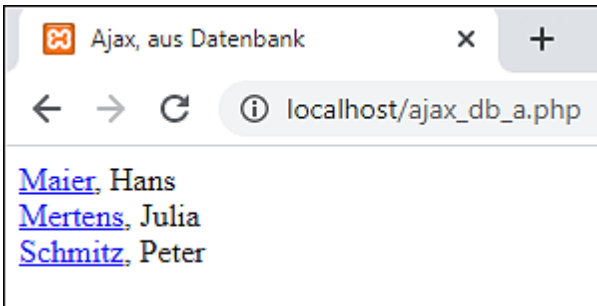 Ajax, aus Datenbank
localhost/ajax_db_a.php
Maier, Hans
Mertens, Julia
Schmitz, Peter